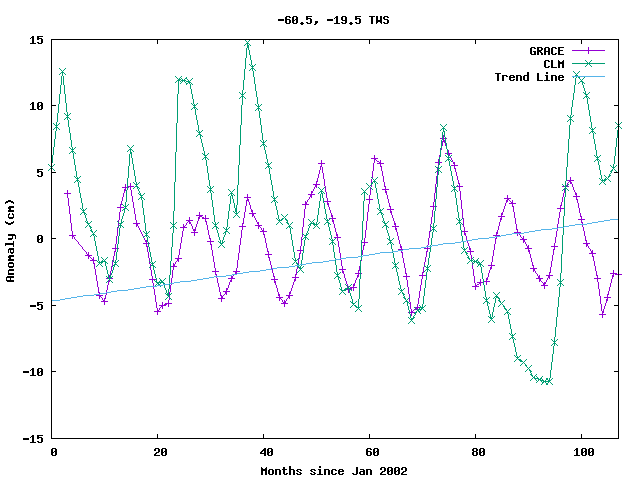 -60.5, -19.5 TWS
GRACE
CLM
Trend Line
15
10
5
0
-5
-10
-15
Anomaly (cm)
0 20 40 60 80 100
Months since Jan 2002